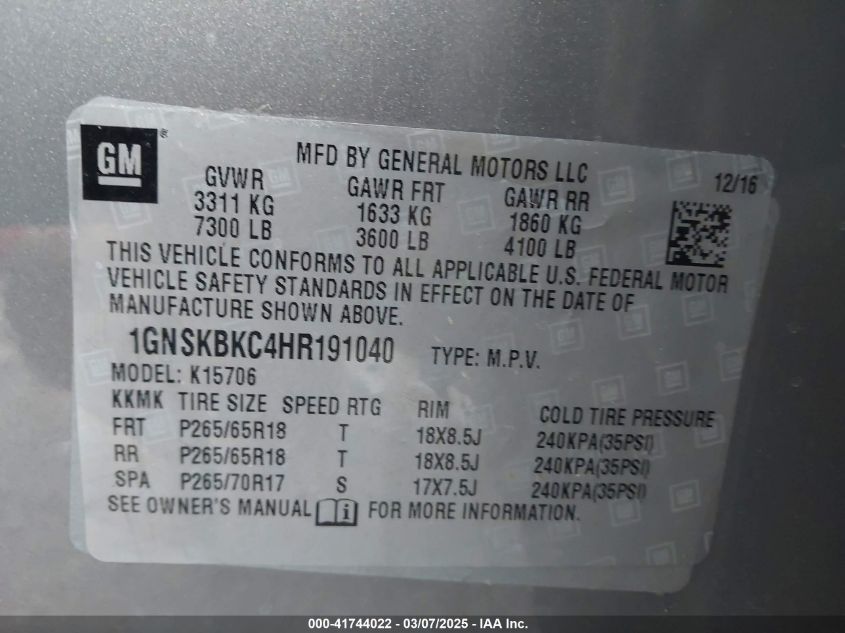 GM
MFD BY GENERAL MOTORS LLC
12/16
GVWR GAWR FRT GAWR RR
3311 KG 1633 KG 1860 KG
7300 LB 3600 LB 4100 LB
THIS VEHICLE CONFORMS TO ALL APPLICABLE U.S. FEDERAL MOTOR
VEHICLE SAFETY STANDARDS IN EFFECT ON THE DATE OF
MANUFACTURE SHOWN ABOVE.
1GNSKBKC4HR191040 TYPE: M.P.V.
MODEL: K15706
KKMK TIRE SIZE SPEED RTG RIM COLD TIRE PRESSURE
FRT P265/65R18 T 18X8.5J 240KPA(35PSI)
RR P265/65R18 T 18X8.5J 240KPA(35PSI)
SPA P265/70R17 S 17X7.5J 240KPA(35PSI)
SEE OWNER'S MANUAL i FOR MORE INFORMATION.
000-41744022 - 03/07/2025 - IAA Inc.